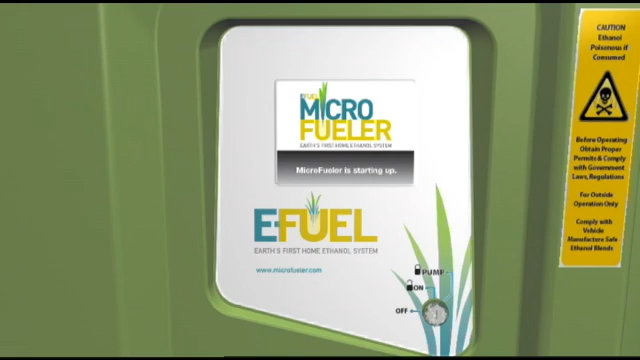 EFUEL
MICRO
FUELER
EARTH'S FIRST HOME ETHANOL SYSTEM
MicroFueler is starting up.
E-FUEL
EARTH'S FIRST HOME ETHANOL SYSTEM
www.microfueler.com
PUMP
ON
OFF
CAUTION
Ethanol
Poisonous if
Consumed
Before Operating
Obtain Proper
Permits & Comply
with Government
Laws, Regulations
For Outside
Operation Only
Comply with
Vehicle
Manufacture Safe
Ethanol Blends